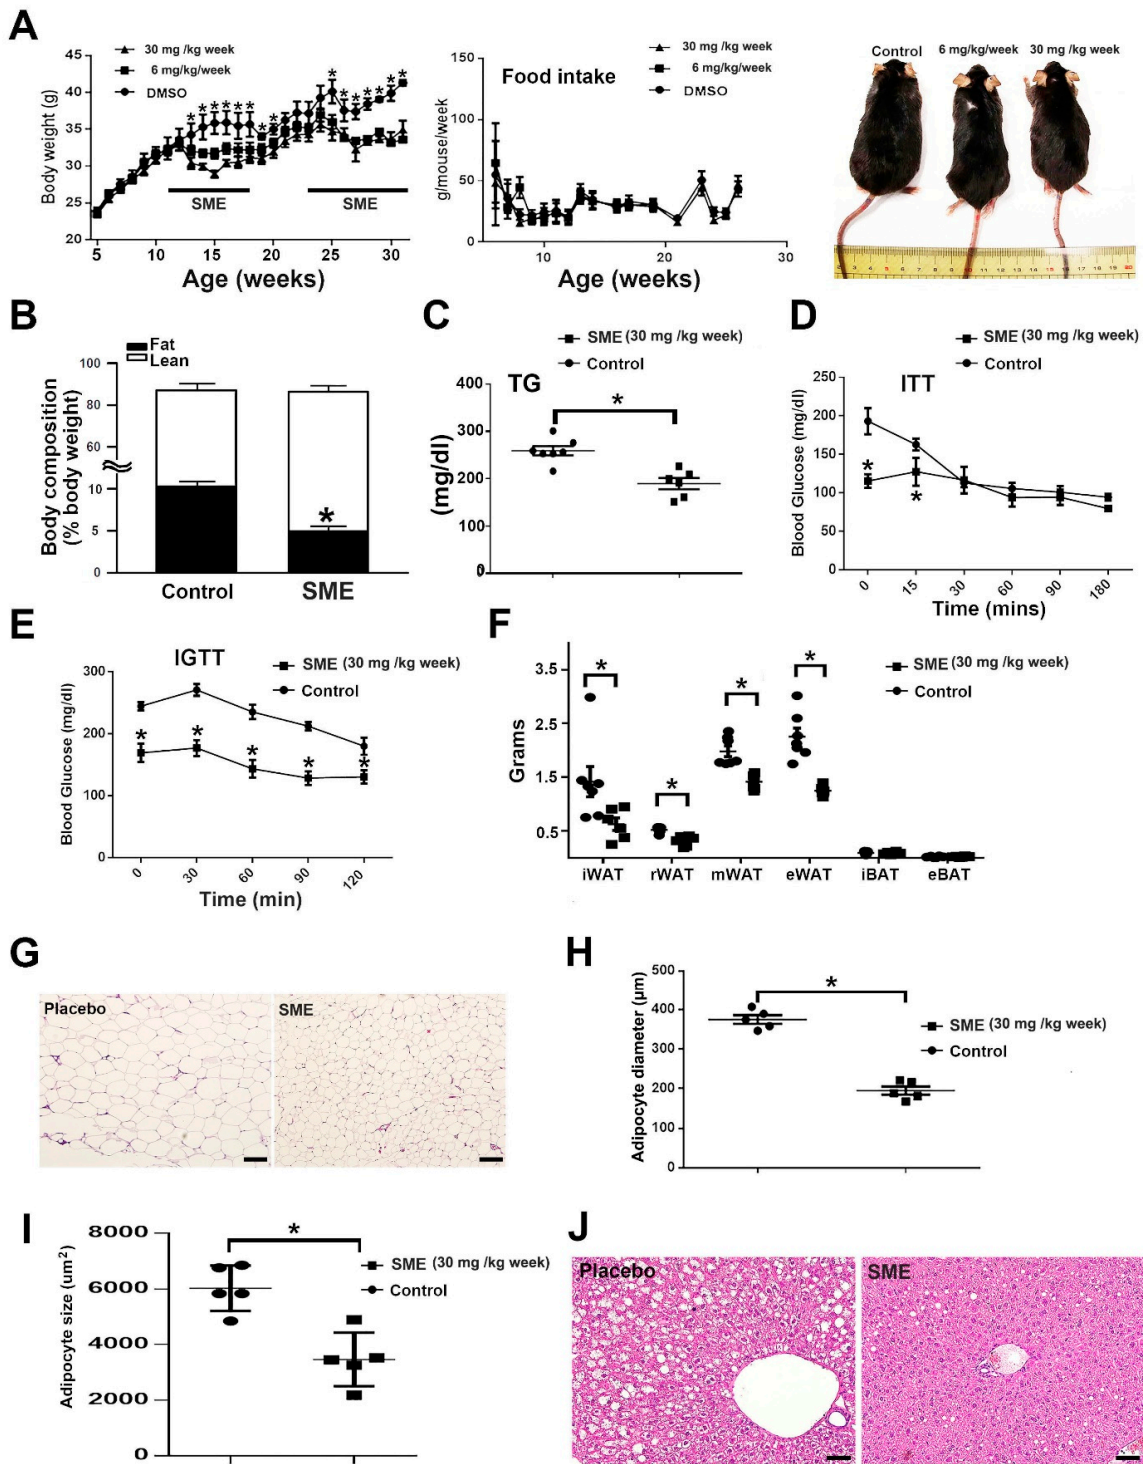 A
30 mg /kg week
6 mg/kg/week
DMSO
Body weight (g)
45
40
35
30
25
20
* * * * * * * * * * * * * *
SME
SME
5
10
15
20
25
30
Age (weeks)
30 mg /kg week
6 mg/kg/week
DMSO
Food intake
g/mouse/week
150
100
50
0
10
20
30
Age (weeks)
Control
6 mg/kg/week
30 mg/kg week
B
Fat
Lean
Body composition
(% body weight)
100
80
60
10
5
0
*
Control
SME
C
SME (30 mg /kg week)
Control
TG
(mg/dl)
400
300
200
100
0
*
D
SME (30 mg /kg week)
Control
ITT
Blood Glucose (mg/dl)
250
200
150
100
50
0
*
*
0
15
30
60
90
180
Time (mins)
E
IGTT
SME (30 mg /kg week)
Control
Blood Glucose (mg/dl)
300
200
100
0
* * * * *
0
30
60
90
120
Time (min)
F
SME (30 mg /kg week)
Control
Grams
3.5
2.5
1.5
0.5
* * * *
iWAT
rWAT
mWAT
eWAT
iBAT
eBAT
G
Placebo
SME
H
Adipocyte diameter (µm)
500
400
300
200
100
0
*
SME (30 mg /kg week)
Control
I
Adipocyte size (um²)
8000
6000
4000
2000
0
*
SME (30 mg /kg week)
Control
J
Placebo
SME